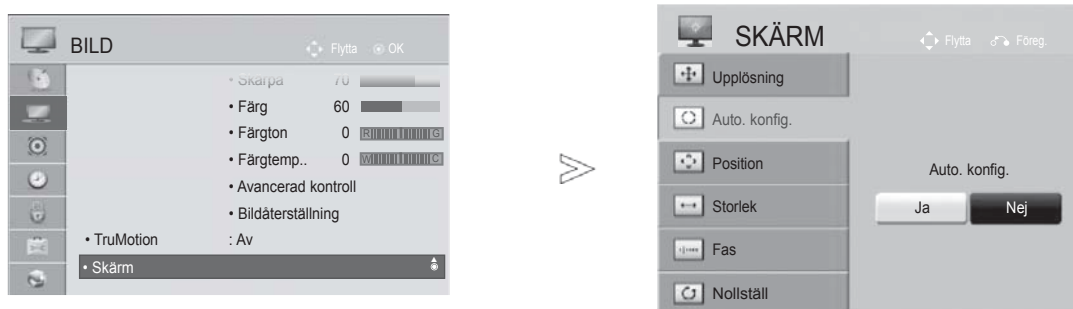 BILD
Flytta OK
• Skärpa 70
• Färg 60
• Färgton 0 R G
• Färgtemp.. 0 W C
• Avancerad kontroll
• Bildåterställning
• TruMotion : Av
• Skärm
SKÄRM
Flytta Föreg.
Upplösning
Auto. konfig.
Position
Storlek
Fas
Nollställ
Auto. konfig.
Ja Nej